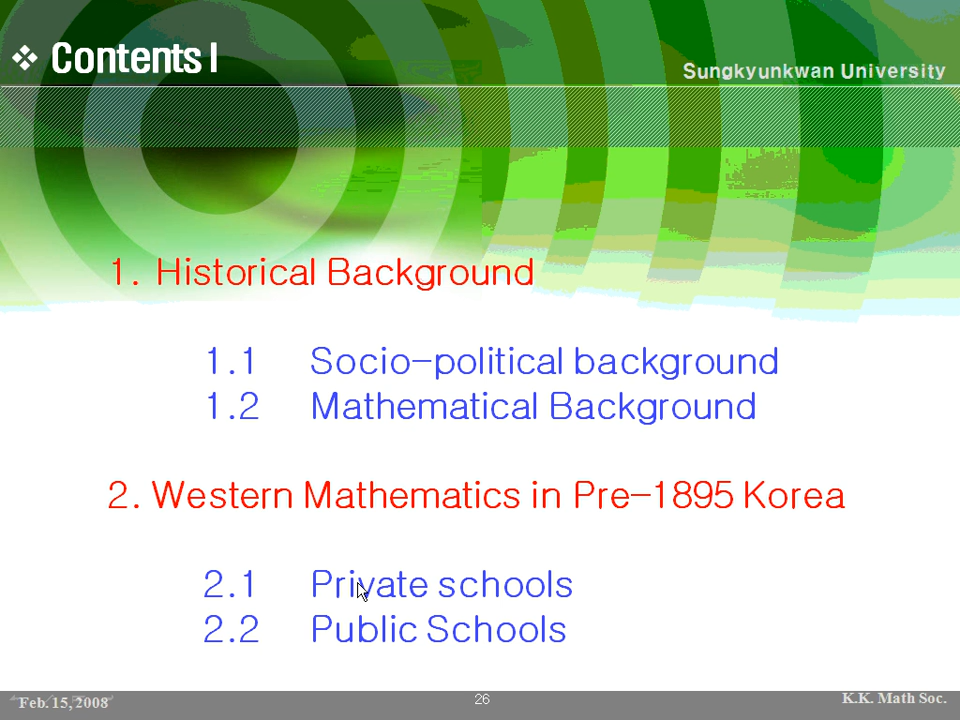 ❖ Contents I
Sungkyunkwan University
1. Historical Background
1.1 Socio-political background
1.2 Mathematical Background
2. Western Mathematics in Pre-1895 Korea
2.1 Private schools
2.2 Public Schools
Feb. 15, 2008
26
K.K. Math Soc.